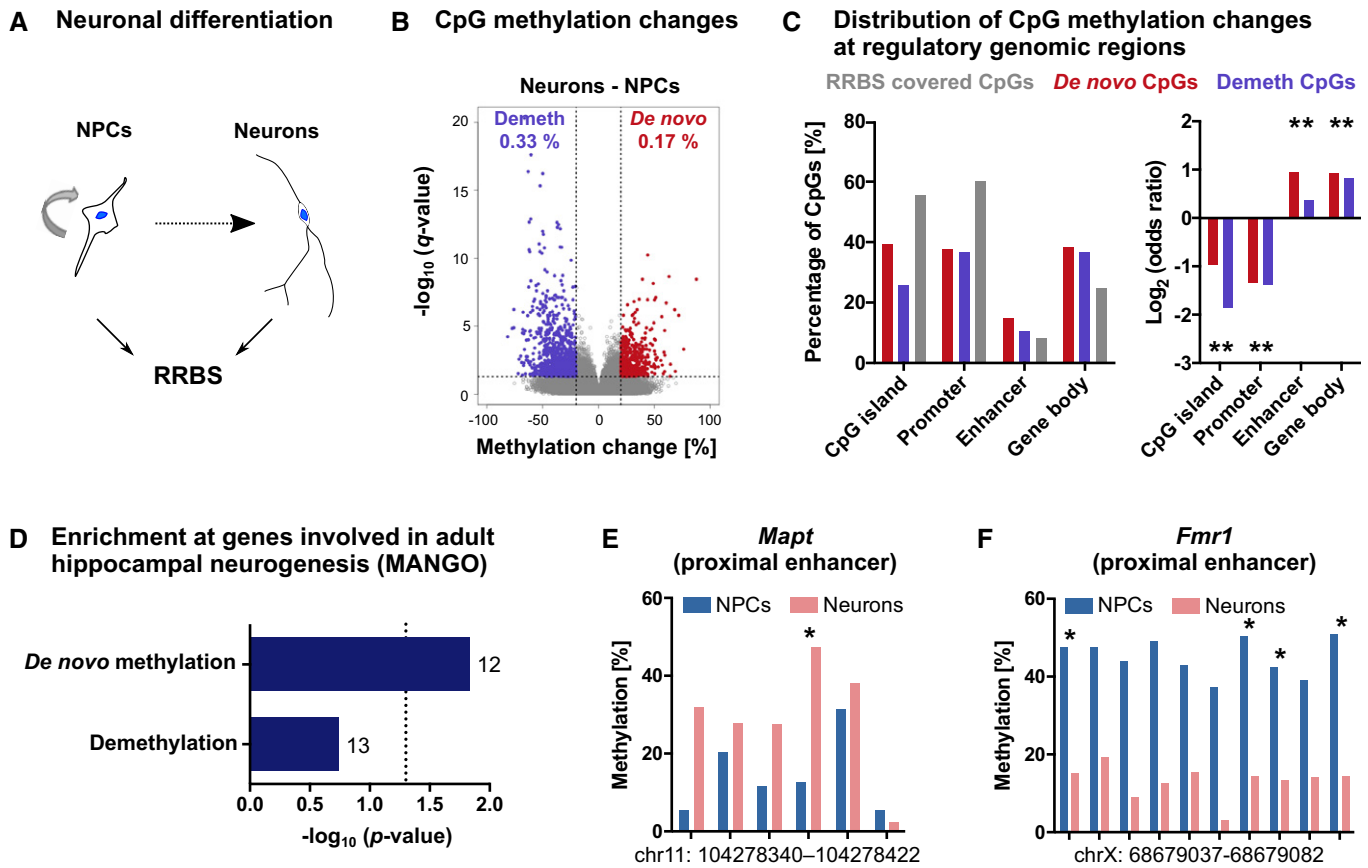 A Neuronal differentiation
NPCs
Neurons
RRBS
B CpG methylation changes
Neurons - NPCs
Demeth
0.33 %
De novo
0.17 %
-log10 (q-value)
20
15
10
5
0
-100
-50
0
50
100
Methylation change [%]
C Distribution of CpG methylation changes
at regulatory genomic regions
RRBS covered CpGs De novo CpGs Demeth CpGs
Percentage of CpGs [%]
80
60
40
20
0
CpG island
Promoter
Enhancer
Gene body
Log2 (odds ratio)
2
1
0
-1
-2
-3
** **
** **
CpG island
Promoter
Enhancer
Gene body
D Enrichment at genes involved in adult
hippocampal neurogenesis (MANGO)
De novo methylation
12
Demethylation
13
0.0 0.5 1.0 1.5 2.0
-log10 (p-value)
E Mapt
(proximal enhancer)
NPCs Neurons
Methylation [%]
60
40
20
0
*
chr11: 104278340–104278422
F Fmr1
(proximal enhancer)
NPCs Neurons
Methylation [%]
60
40
20
0
* * * *
chrX: 68679037-68679082